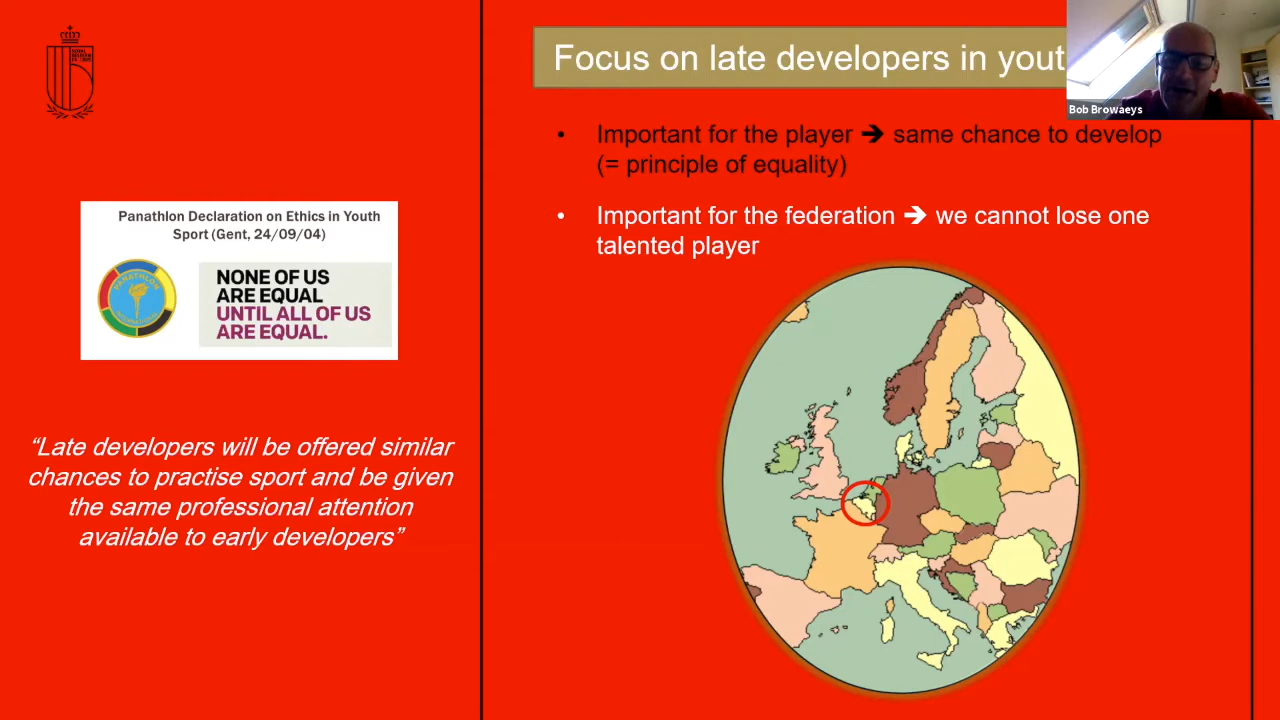 Focus on late developers in yout
Bob Browaeys
• Important for the player ➔ same chance to develop
(= principle of equality)
• Important for the federation ➔ we cannot lose one
talented player
Panathlon Declaration on Ethics in Youth
Sport (Gent, 24/09/04)
PANATHLON
NONE OF US
ARE EQUAL
UNTIL ALL OF US
ARE EQUAL.
“Late developers will be offered similar
chances to practise sport and be given
the same professional attention
available to early developers”